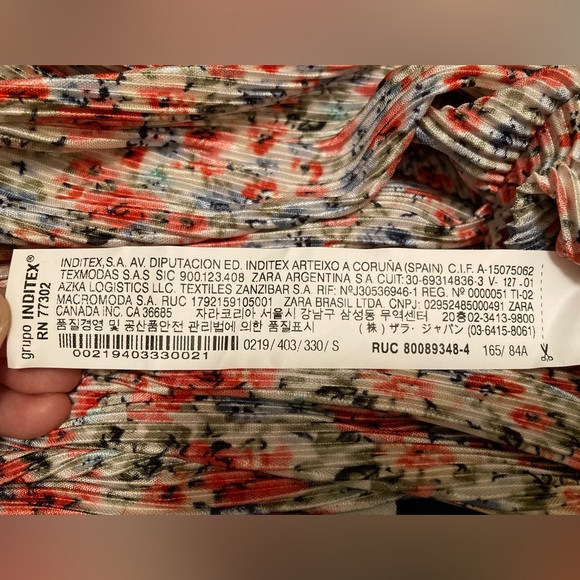 grupo INDITEX®
RN 77302
INDITEX,S.A. AV. DIPUTACION ED. INDITEX ARTEIXO A CORUÑA (SPAIN) C.I.F. A-15075062
TEXMODAS S.A.S SIC 900.123.408 ZARA ARGENTINA S.A CUIT:30-69314836-3 V- 127 -01
AZKA LOGISTICS LLC. TEXTILES ZANZIBAR S.A. RIF: NºJ30536946-1 REG. Nº 0000051 TI-02
MACROMODA S.A. RUC 1792159105001 ZARA BRASIL LTDA. CNPJ: 02952485000491 ZARA
CANADA INC. CA 36685 자라코리아 서울시 강남구 삼성동 무역센터 20층02-3413-9800
품질경영 및 공산품안전 관리법에 의한 품질표시 (株) ザラ・ジャパン (03-6415-8061)
0219/403/330/S RUC 80089348-4 165/84A
00219403330021